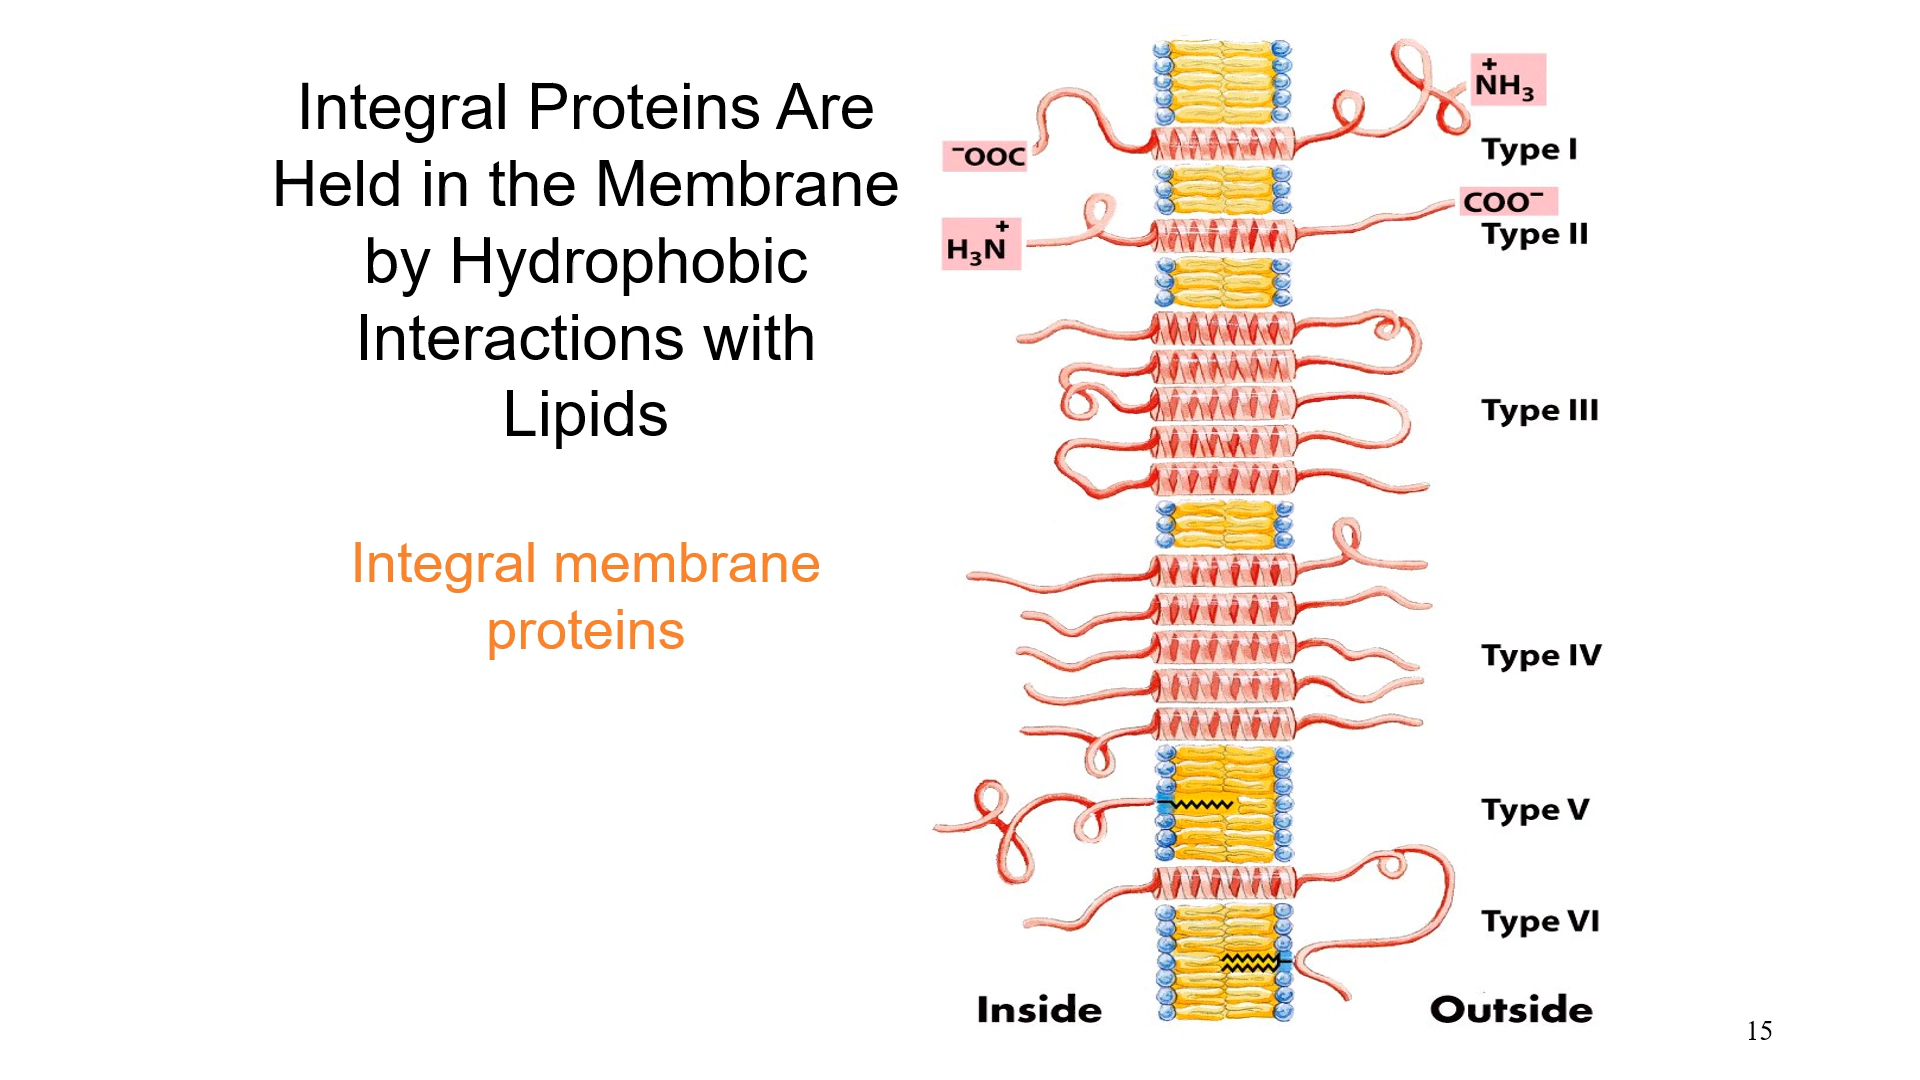 Integral Proteins Are
Held in the Membrane
by Hydrophobic
Interactions with
Lipids
Integral membrane
proteins
⁺NH₃
⁻OOC
Type I
COO⁻
H₃N⁺
Type II
Type III
Type IV
Type V
Type VI
Inside
Outside
15